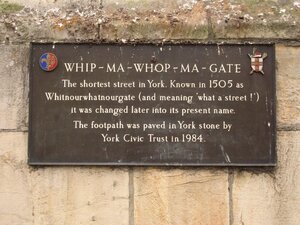 WHIP-MA-WHOP-MA-GATE
The shortest street in York. Known in 1505 as
Whitnourwhatnourgate (and meaning 'what a street!')
it was changed later into its present name.
The footpath was paved in York stone by
York Civic Trust in 1984.